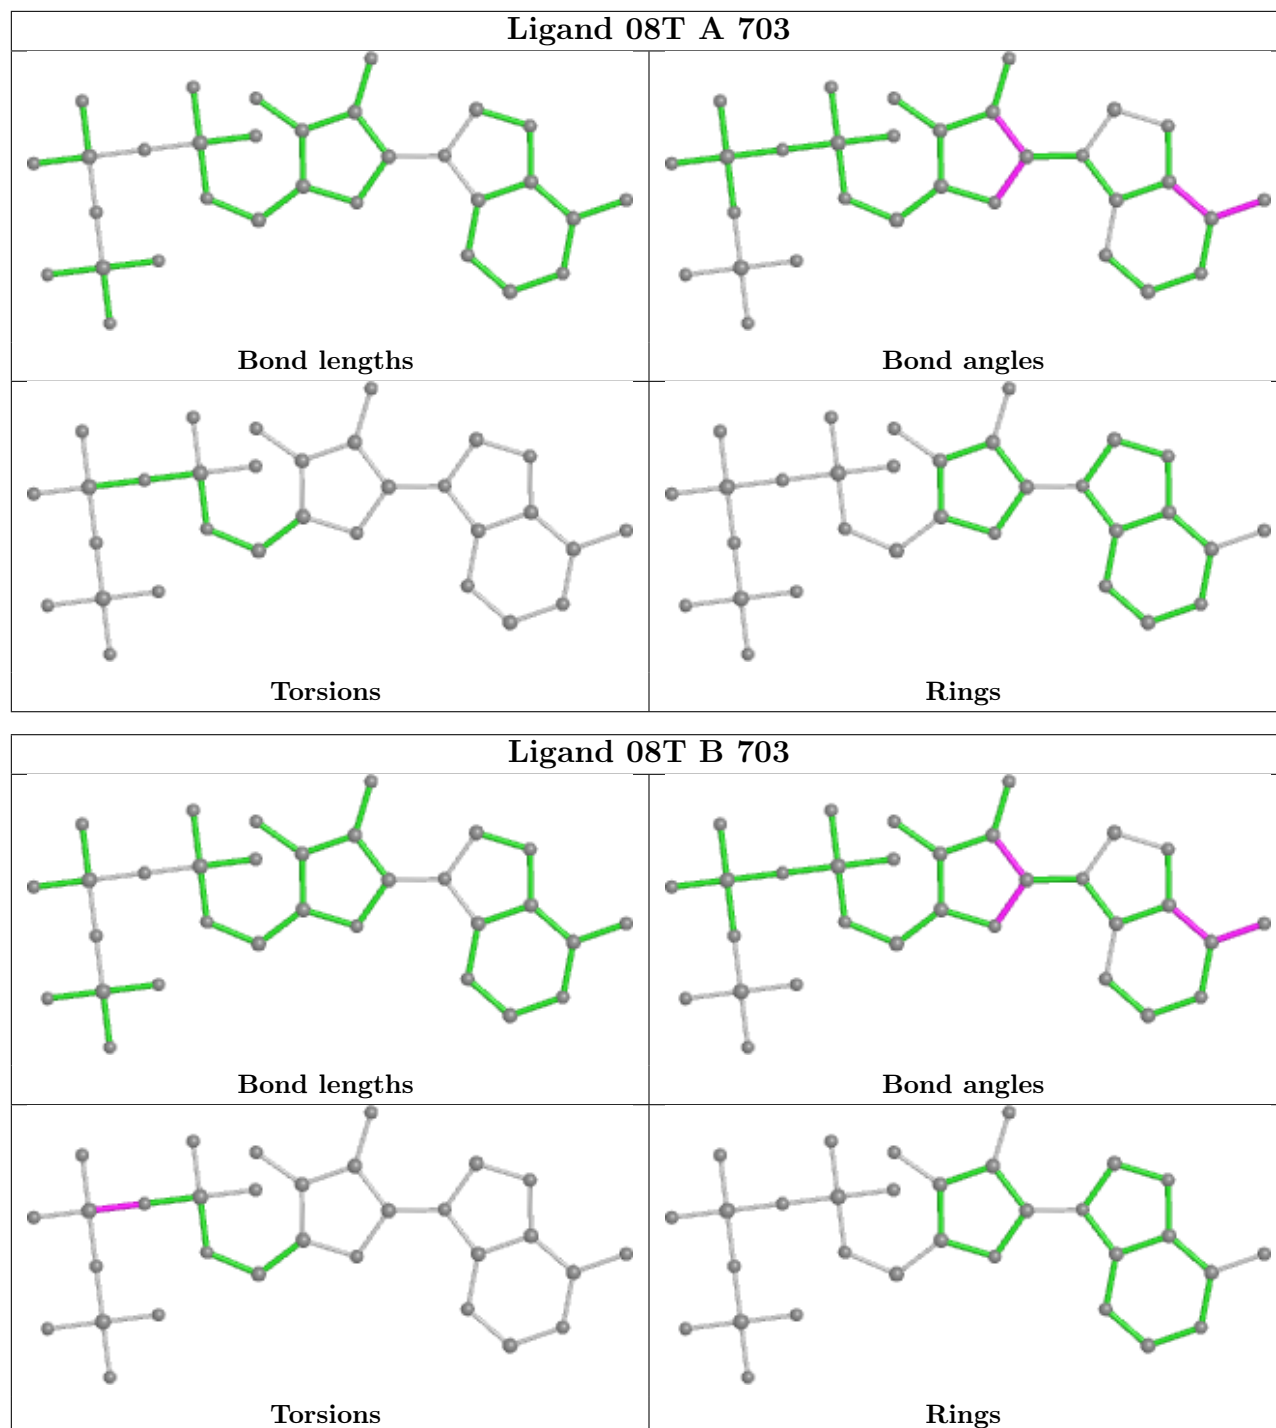 Ligand 08T A 703
Bond lengths
Bond angles
Torsions
Rings
Ligand 08T B 703
Bond lengths
Bond angles
Torsions
Rings